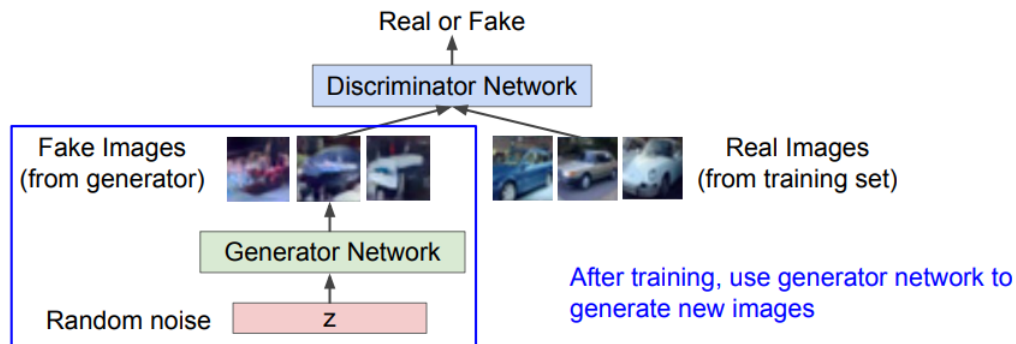 Real or Fake
Discriminator Network
Fake Images
(from generator)
Real Images
(from training set)
Generator Network
Random noise
z
After training, use generator network to
generate new images